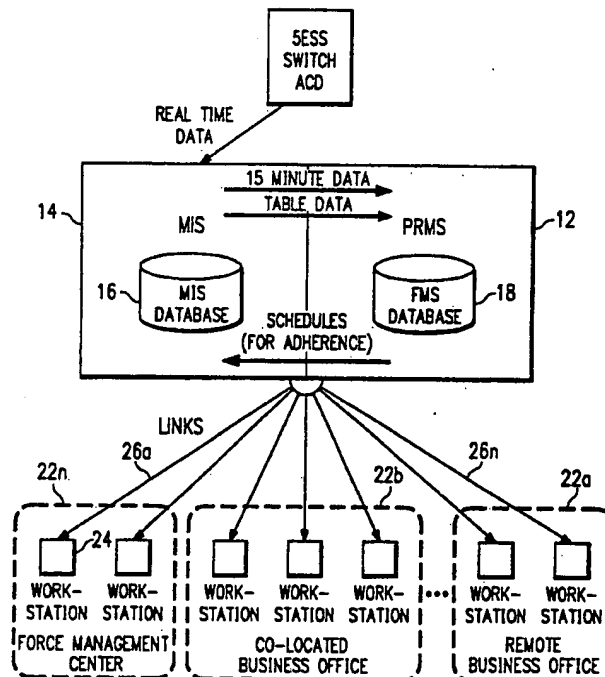 5ESS
SWITCH
ACD
REAL TIME
DATA
15 MINUTE DATA
TABLE DATA
14
MIS
PRMS
12
16
MIS
DATABASE
FMS
DATABASE
18
SCHEDULES
(FOR ADHERENCE)
LINKS
26a
26n
22n
22b
22a
24
WORK-
STATION
WORK-
STATION
WORK-
STATION
WORK-
STATION
WORK-
STATION
WORK-
STATION
WORK-
STATION
FORCE MANAGEMENT
CENTER
CO-LOCATED
BUSINESS OFFICE
REMOTE
BUSINESS OFFICE